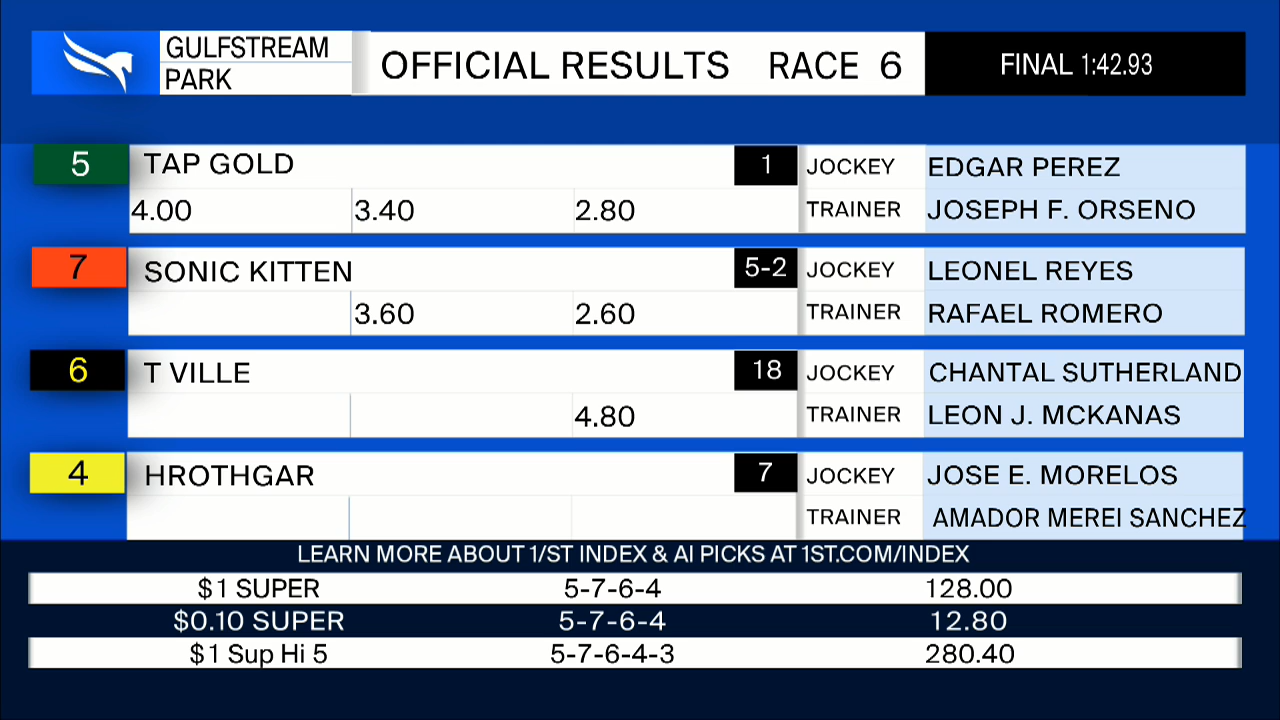 GULFSTREAM
PARK
OFFICIAL RESULTS RACE 6
FINAL 1:42.93
5 TAP GOLD 1 JOCKEY EDGAR PEREZ
4.00 3.40 2.80 TRAINER JOSEPH F. ORSENO
7 SONIC KITTEN 5-2 JOCKEY LEONEL REYES
3.60 2.60 TRAINER RAFAEL ROMERO
6 T VILLE 18 JOCKEY CHANTAL SUTHERLAND
4.80 TRAINER LEON J. MCKANAS
4 HROTHGAR 7 JOCKEY JOSE E. MORELOS
TRAINER AMADOR MEREI SANCHEZ
LEARN MORE ABOUT 1/ST INDEX & AI PICKS AT 1ST.COM/INDEX
$1 SUPER 5-7-6-4 128.00
$0.10 SUPER 5-7-6-4 12.80
$1 Sup Hi 5 5-7-6-4-3 280.40